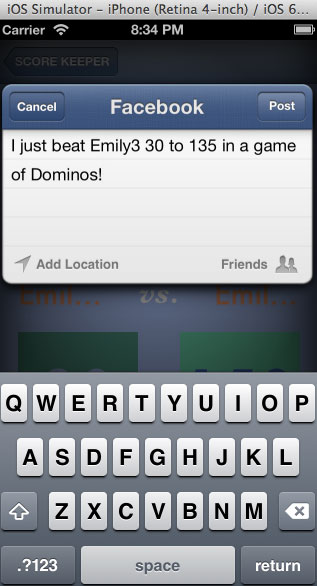 iOS Simulator – iPhone (Retina 4-inch) / iOS 6...
Carrier 8:34 PM
SCORE KEEPER
Cancel Facebook Post
I just beat Emily3 30 to 135 in a game
of Dominos!
Add Location Friends
Emil... vs. Emil...
Q W E R T Y U I O P
A S D F G H J K L
Z X C V B N M
.?123 space return